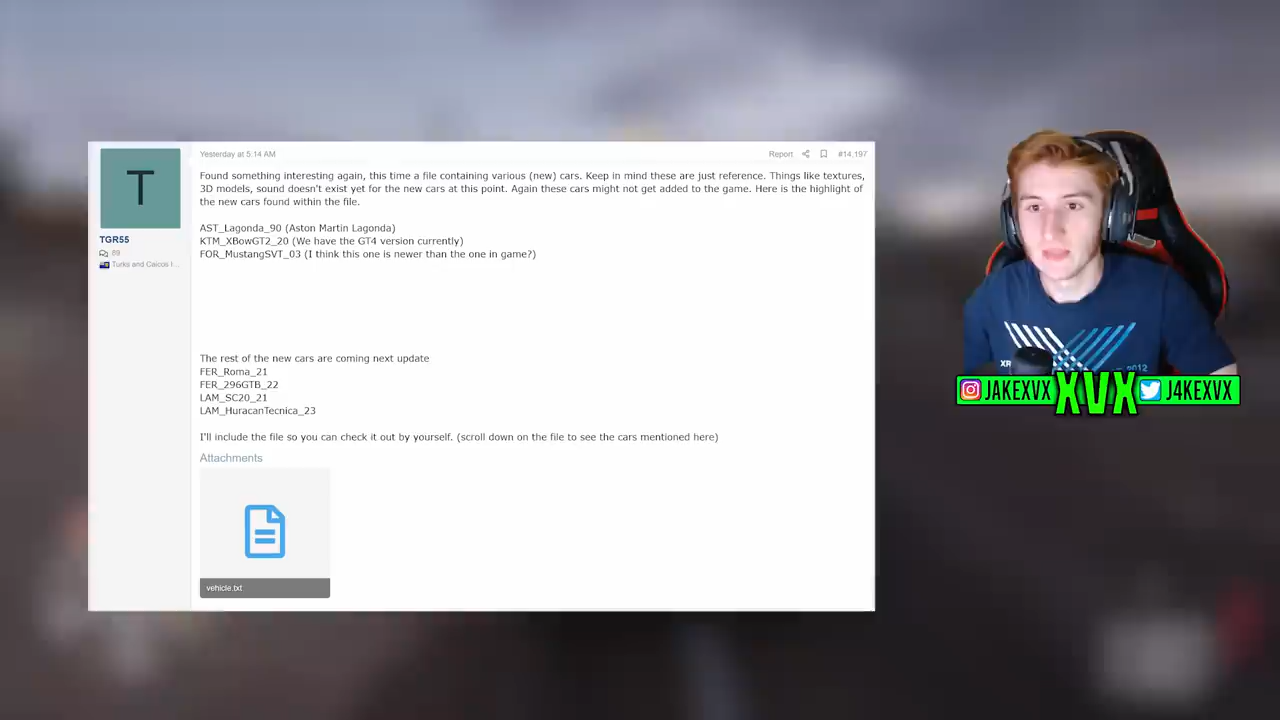 Yesterday at 5:14 AM
Report
#14,197
T
TGR55
89
Turks and Caicos I...
Found something interesting again, this time a file containing various (new) cars. Keep in mind these are just reference. Things like textures,
3D models, sound doesn't exist yet for the new cars at this point. Again these cars might not get added to the game. Here is the highlight of
the new cars found within the file.
AST_Lagonda_90 (Aston Martin Lagonda)
KTM_XBowGT2_20 (We have the GT4 version currently)
FOR_MustangSVT_03 (I think this one is newer than the one in game?)
The rest of the new cars are coming next update
FER_Roma_21
FER_296GTB_22
LAM_SC20_21
LAM_HuracanTecnica_23
I'll include the file so you can check it out by yourself. (scroll down on the file to see the cars mentioned here)
Attachments
vehicle.txt
XR
2012
JAKEXVX XVX J4KEXVX